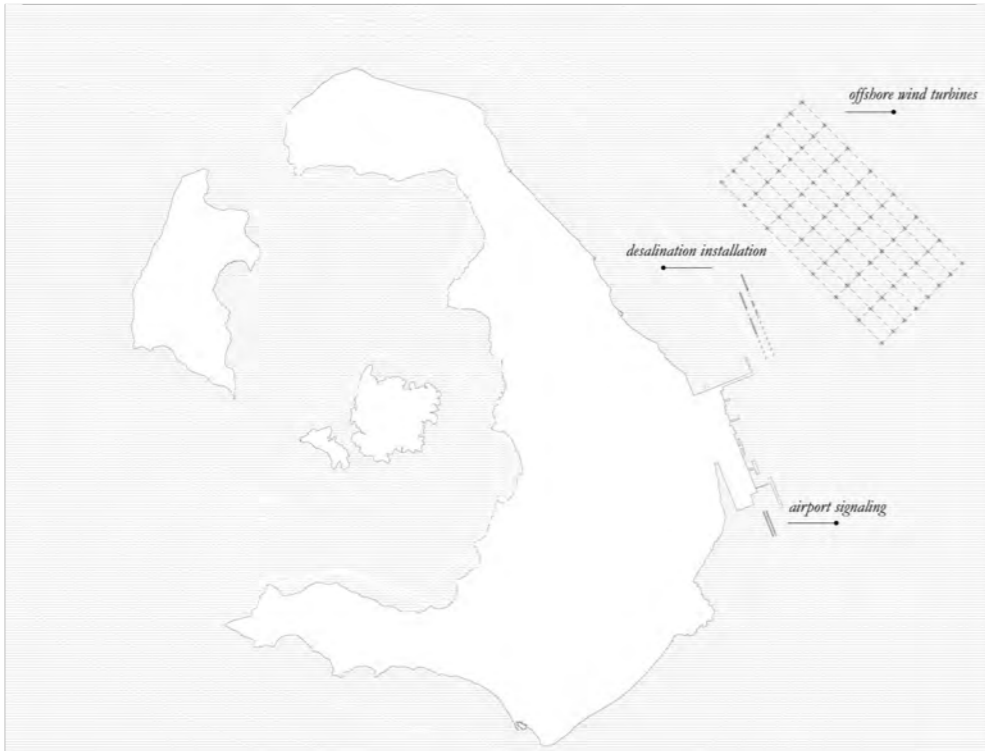 offshore wind turbines
desalination installation
airport signaling